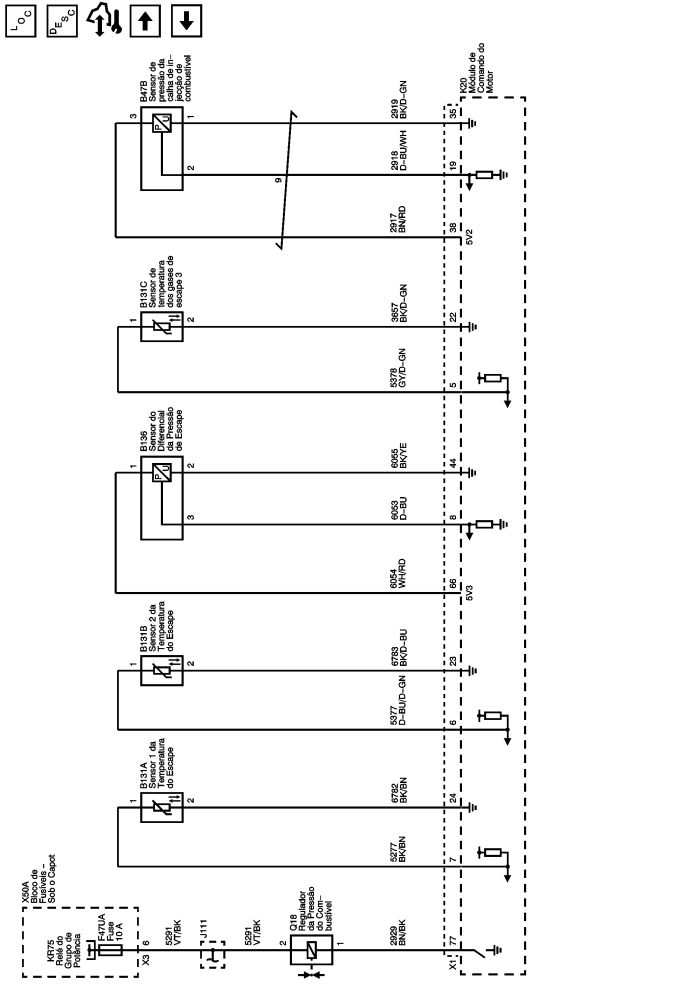 LOC
DESC
X50A
Bloco de
Fusíveis –
Sob o Capot
KR75
Relé do
Grupo de
Potência
F47UA
Fuse
10 A
X3
6
5291
VT/BK
J111
5291
VT/BK
2
Q18
Regulador
da Pressão
do Com–
bustível
1
2929
BN/BK
77
X1
B131A
Sensor 1 da
Temperatura
do Escape
1
2
6782
BK/BN
24
5277
BK/BN
7
B131B
Sensor 2 da
Temperatura
do Escape
1
2
6783
BK/D–BU
23
5377
D–BU/D–GN
6
B136
Sensor do
Diferencial
da Pressão
de Escape
1
P
U
2
3
6055
BK/YE
44
6053
D–BU
8
6054
WH/RD
66
5V3
B131C
Sensor de
temperatura
dos gases de
escape 3
1
2
3657
BK/D–GN
22
5378
GY/D–GN
5
B47B
Sensor de
pressão da
calha de in–
jecção de
combustível
3
P
U
1
2
9
2919
BK/D–GN
35
2918
D–BU/WH
19
2917
BN/RD
38
5V2
K20
Módulo de
Comando do
Motor